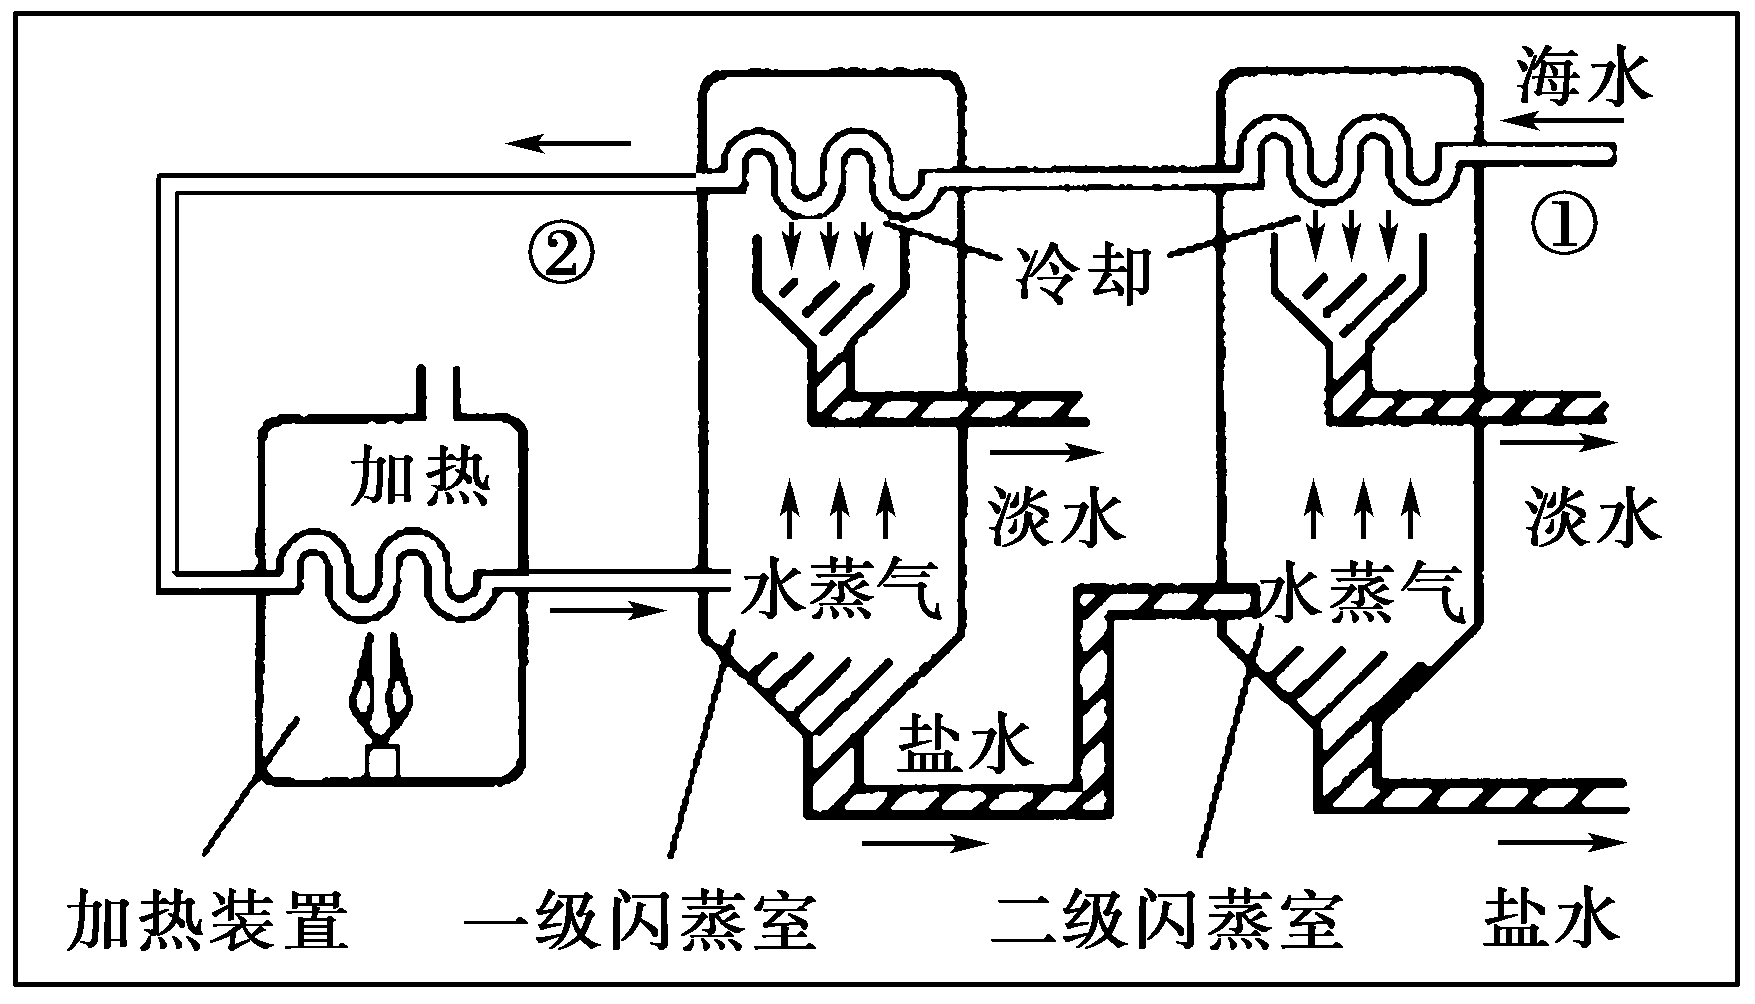 海水
①
②
冷却
加热
淡水
淡水
水蒸气
水蒸气
盐水
加热装置
一级闪蒸室
二级闪蒸室
盐水